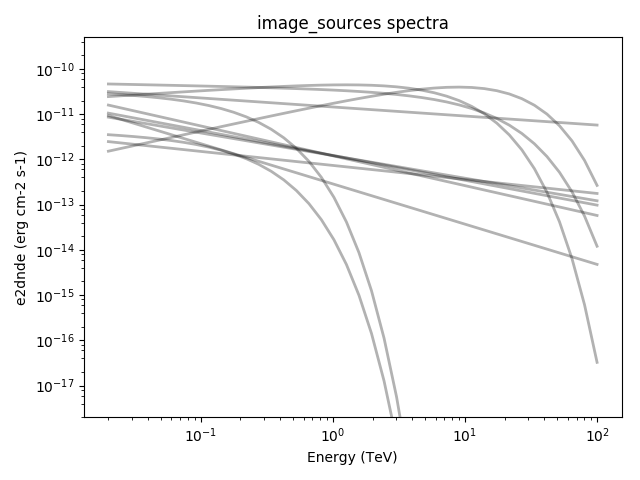 image_sources spectra
e2dnde (erg cm-2 s-1)
10⁻¹⁰
10⁻¹¹
10⁻¹²
10⁻¹³
10⁻¹⁴
10⁻¹⁵
10⁻¹⁶
10⁻¹⁷
10⁻¹ 10⁰ 10¹ 10²
Energy (TeV)